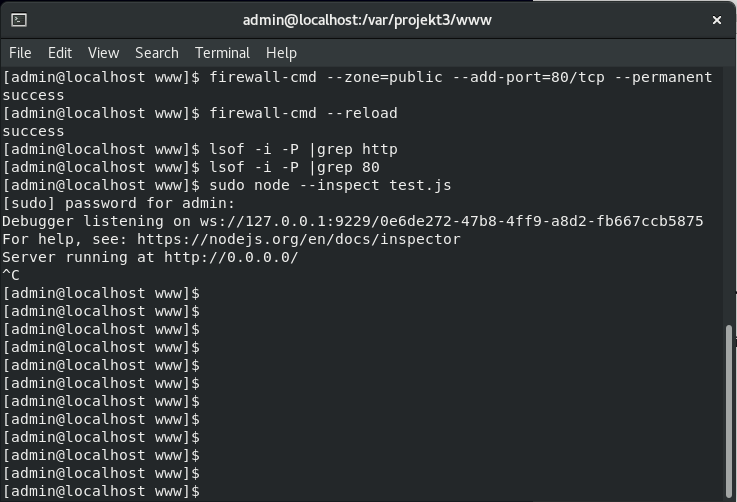 admin@localhost:/var/projekt3/www
File Edit View Search Terminal Help
[admin@localhost www]$ firewall-cmd --zone=public --add-port=80/tcp --permanent
success
[admin@localhost www]$ firewall-cmd --reload
success
[admin@localhost www]$ lsof -i -P |grep http
[admin@localhost www]$ lsof -i -P |grep 80
[admin@localhost www]$ sudo node --inspect test.js
[sudo] password for admin:
Debugger listening on ws://127.0.0.1:9229/0e6de272-47b8-4ff9-a8d2-fb667ccb5875
For help, see: https://nodejs.org/en/docs/inspector
Server running at http://0.0.0.0/
^C
[admin@localhost www]$
[admin@localhost www]$
[admin@localhost www]$
[admin@localhost www]$
[admin@localhost www]$
[admin@localhost www]$
[admin@localhost www]$
[admin@localhost www]$
[admin@localhost www]$
[admin@localhost www]$
[admin@localhost www]$
[admin@localhost www]$